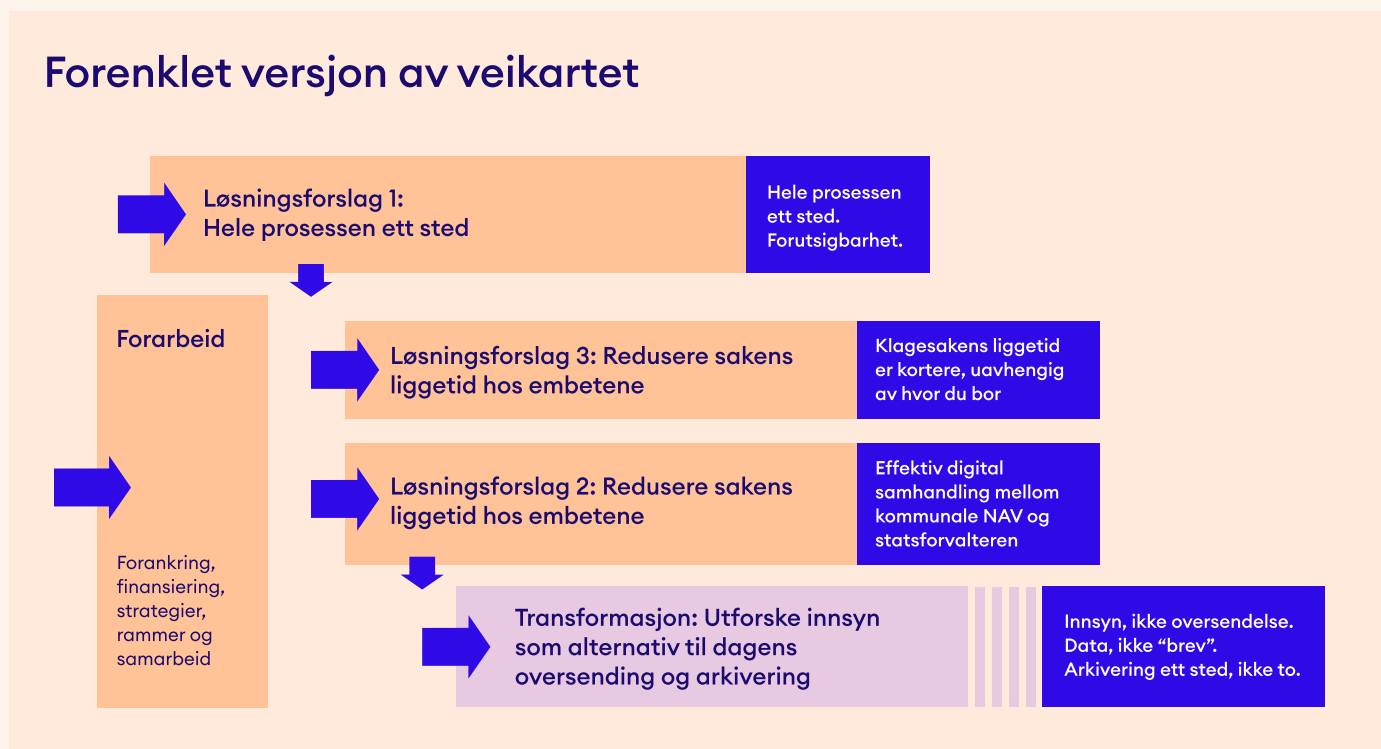 Forenklet versjon av veikartet
Løsningsforslag 1:
Hele prosessen ett sted
Hele prosessen
ett sted.
Forutsigbarhet.
Forarbeid
Forankring,
finansiering,
strategier,
rammer og
samarbeid
Løsningsforslag 3: Redusere sakens
liggetid hos embetene
Klagesakens liggetid
er kortere, uavhengig
av hvor du bor
Løsningsforslag 2: Redusere sakens
liggetid hos embetene
Effektiv digital
samhandling mellom
kommunale NAV og
statsforvalteren
Transformasjon: Utforske innsyn
som alternativ til dagens
oversending og arkivering
Innsyn, ikke oversendelse.
Data, ikke “brev”.
Arkivering ett sted, ikke to.